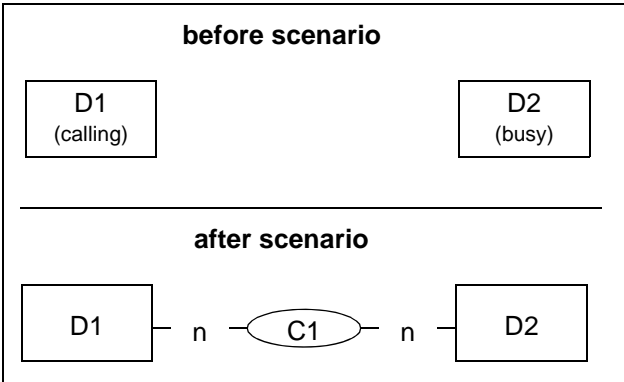 before scenario
D1 D2
(calling) (busy)
after scenario
D1 n C1 n D2